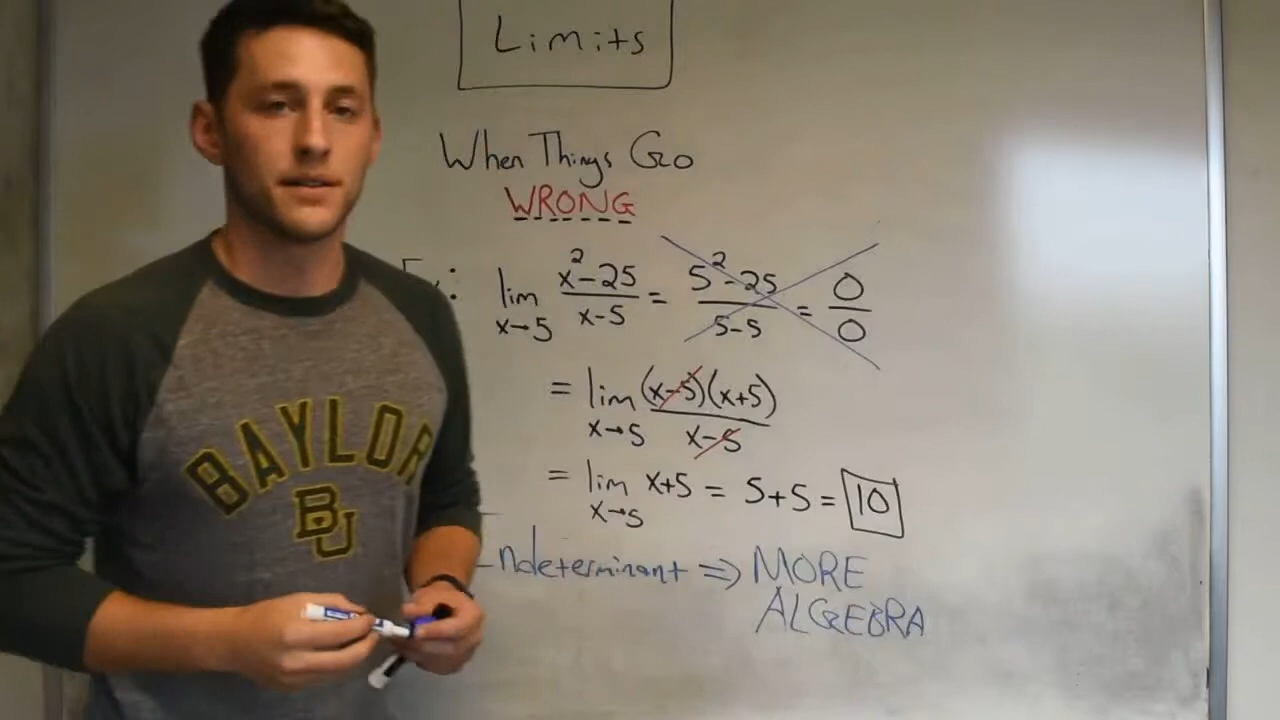 Limits
When Things Go
WRONG
lim x→5 x²-25 / x-5 = 5²-25 / 5-5 = 0/0
= lim x→5 (x-5)(x+5) / x-5
= lim x→5 x+5 = 5+5 = 10
ndeterminant ⇒ MORE
ALGEBRA
BAYLOR
BU